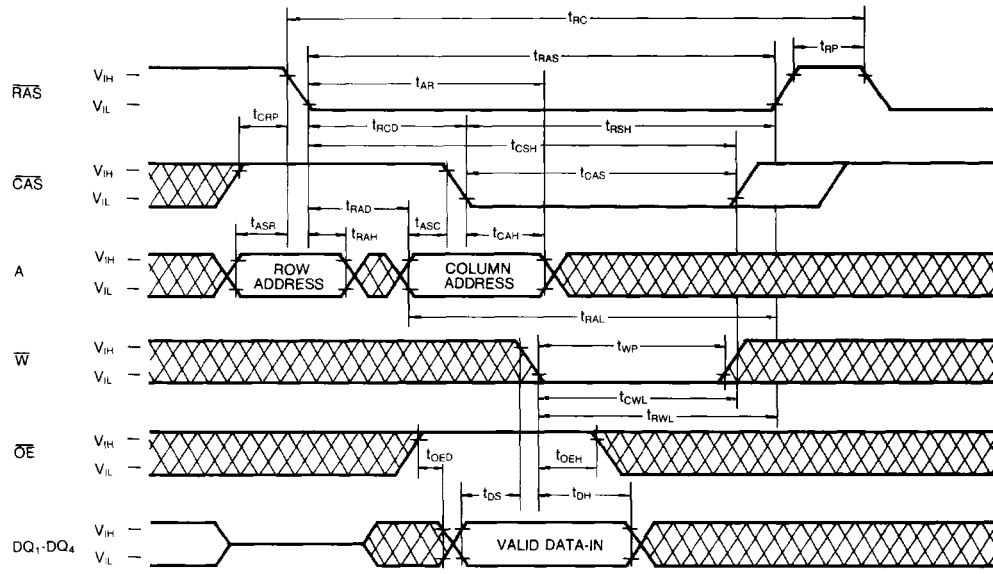 tRC
tRAS
tRP
tAR
RAS
VIH
VIL
tCRP
tRCD
tRSH
tCSH
CAS
VIH
VIL
tCAS
tRAD
tASR
tRAH
tASC
tCAH
A
VIH
VIL
ROW ADDRESS
COLUMN ADDRESS
tRAL
W
VIH
VIL
tWP
tCWL
tRWL
OE
VIH
VIL
tOED
tOEH
tDS
tDH
DQ1-DQ4
VIH
VIL
VALID DATA-IN